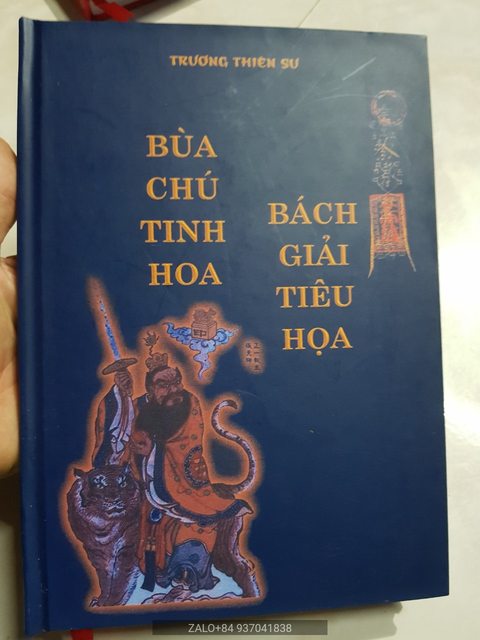 TRƯƠNG THIÊN SƯ
BÙA
CHÚ
TINH
HOA
BÁCH
GIẢI
TIÊU
HỌA
ZALO+84 937041838